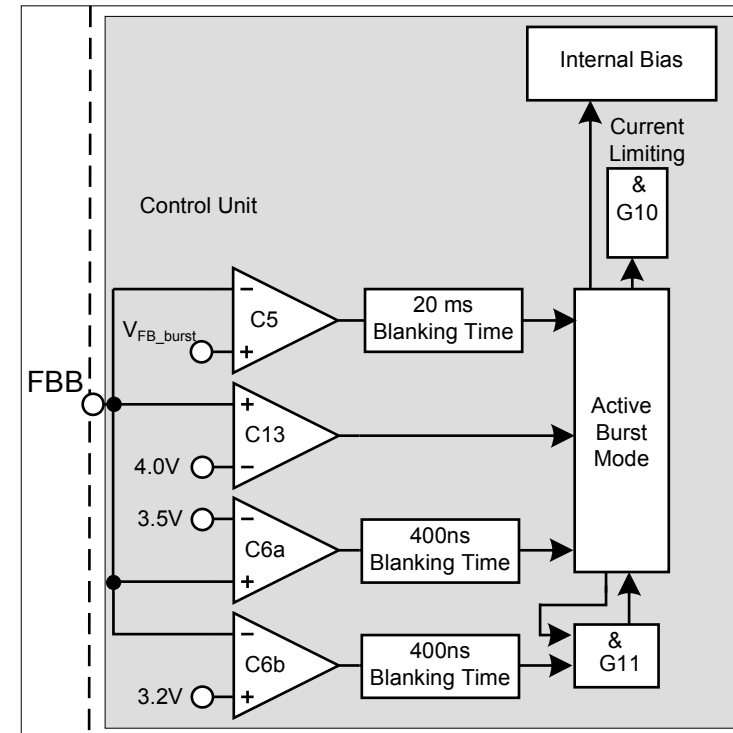 Internal Bias
Current
Limiting
&
G10
Control Unit
−
C5
20 ms
Blanking Time
VFB_burst
+
FBB
+
C13
Active
Burst
Mode
4.0V
−
3.5V
−
C6a
400ns
Blanking Time
+
−
C6b
400ns
Blanking Time
&
G11
3.2V
+